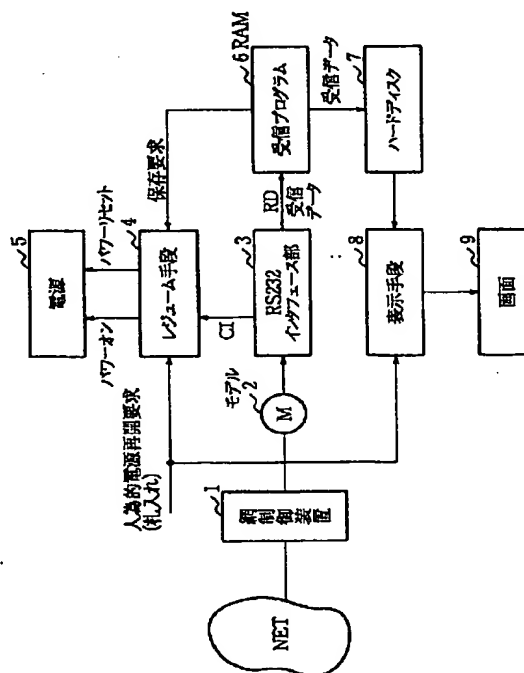 NET
1
網制御装置
モデル
2
M
人為的電源再開要求
(札入れ)
5
電源
パワーオン
パワーリセット
4
レジューム手段
CI
3
RS232
インタフェース部
保存要求
RD
受信
データ
6 RAM
受信プログラム
受信データ
7
ハードディスク
8
表示手段
9
画面